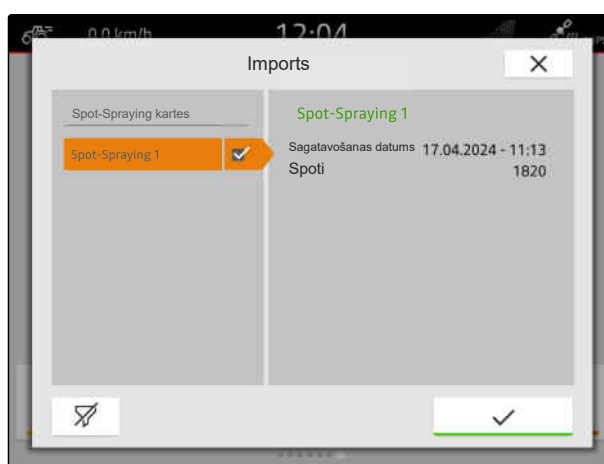 0.0 km/h 12:04
Imports
Spot-Spraying kartes
Spot-Spraying 1
Spot-Spraying 1
Sagatavošanas datums 17.04.2024 - 11:13
Spoti 1820